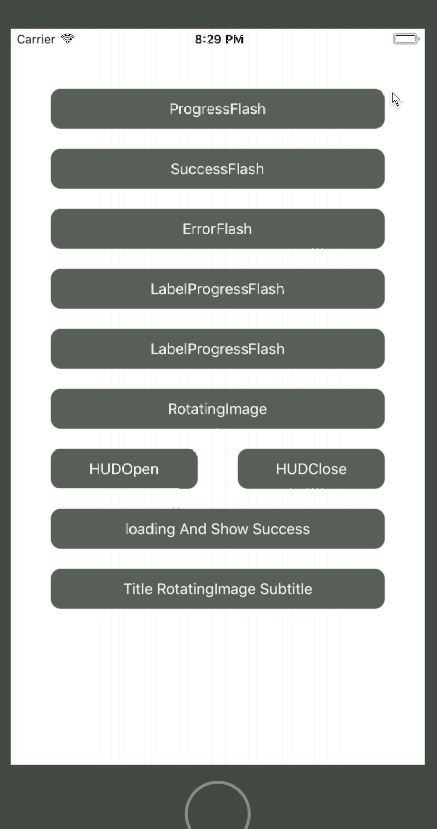 Carrier 8:29 PM
ProgressFlash
SuccessFlash
ErrorFlash
LabelProgressFlash
LabelProgressFlash
RotatingImage
HUDOpen HUDClose
loading And Show Success
Title RotatingImage Subtitle